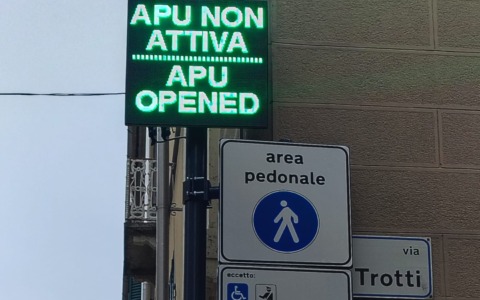 APU NON
ATTIVA
APU
OPENED
area
pedonale
via
Trotti
eccetto: